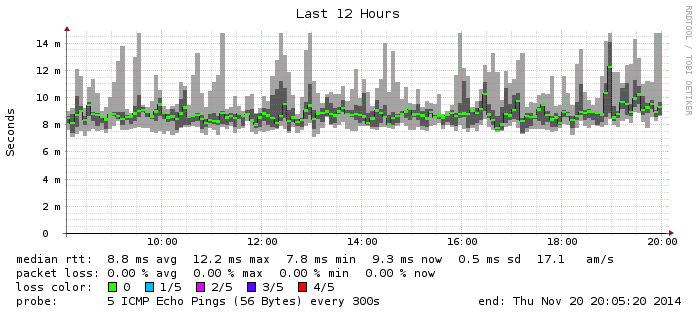 Last 12 Hours
RRDTOOL / TOBI OETIKER
Seconds
14 m
12 m
10 m
8 m
6 m
4 m
2 m
0
10:00 12:00 14:00 16:00 18:00 20:00
median rtt: 8.8 ms avg 12.2 ms max 7.8 ms min 9.3 ms now 0.5 ms sd 17.1 am/s
packet loss: 0.00 % avg 0.00 % max 0.00 % min 0.00 % now
loss color: 0 1/5 2/5 3/5 4/5
probe: 5 ICMP Echo Pings (56 Bytes) every 300s end: Thu Nov 20 20:05:20 2014